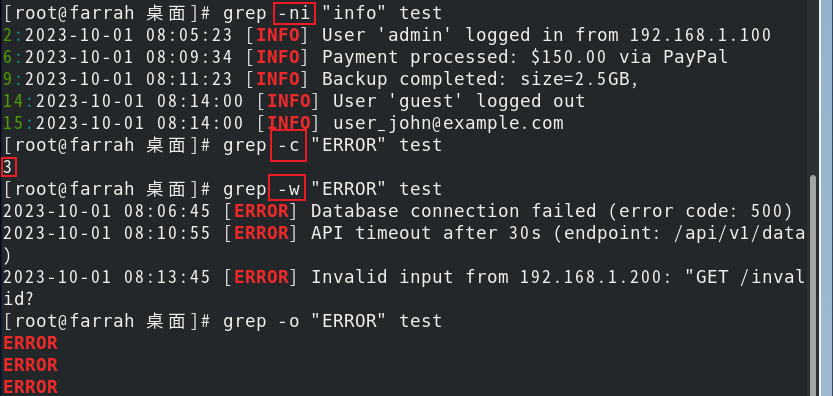 [root@farrah 桌面]# grep -ni "info" test
2:2023-10-01 08:05:23 [INFO] User 'admin' logged in from 192.168.1.100
6:2023-10-01 08:09:34 [INFO] Payment processed: $150.00 via PayPal
9:2023-10-01 08:11:23 [INFO] Backup completed: size=2.5GB,
14:2023-10-01 08:14:00 [INFO] User 'guest' logged out
15:2023-10-01 08:14:00 [INFO] user_john@example.com
[root@farrah 桌面]# grep -c "ERROR" test
3
[root@farrah 桌面]# grep -w "ERROR" test
2023-10-01 08:06:45 [ERROR] Database connection failed (error code: 500)
2023-10-01 08:10:55 [ERROR] API timeout after 30s (endpoint: /api/v1/data
)
2023-10-01 08:13:45 [ERROR] Invalid input from 192.168.1.200: "GET /inval
id?
[root@farrah 桌面]# grep -o "ERROR" test
ERROR
ERROR
ERROR